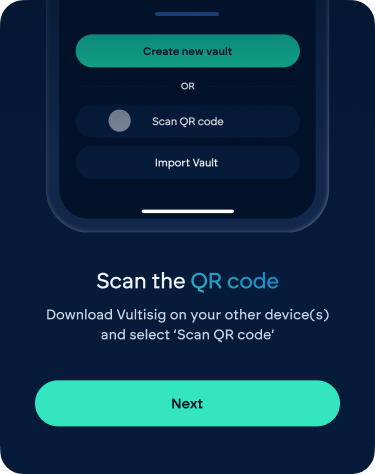 Create new vault
OR
Scan QR code
Import Vault
Scan the QR code
Download Vultisig on your other device(s)
and select ‘Scan QR code’
Next